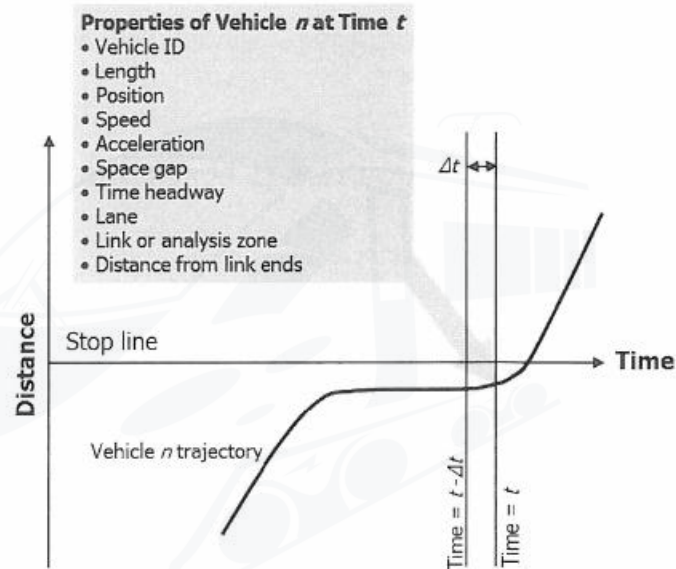 Properties of Vehicle n at Time t
• Vehicle ID
• Length
• Position
• Speed
• Acceleration
• Space gap
• Time headway
• Lane
• Link or analysis zone
• Distance from link ends
Δt
Stop line
Distance
Time
Vehicle n trajectory
Time = t - Δt
Time = t